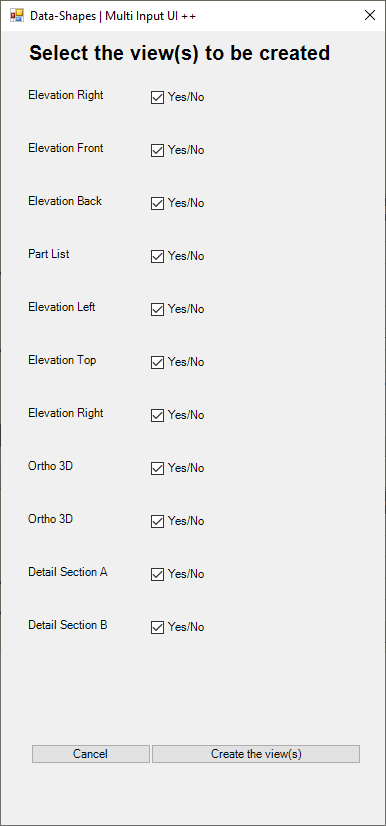 Data-Shapes | Multi Input UI ++
Select the view(s) to be created
Elevation Right Yes/No
Elevation Front Yes/No
Elevation Back Yes/No
Part List Yes/No
Elevation Left Yes/No
Elevation Top Yes/No
Elevation Right Yes/No
Ortho 3D Yes/No
Ortho 3D Yes/No
Detail Section A Yes/No
Detail Section B Yes/No
Cancel Create the view(s)